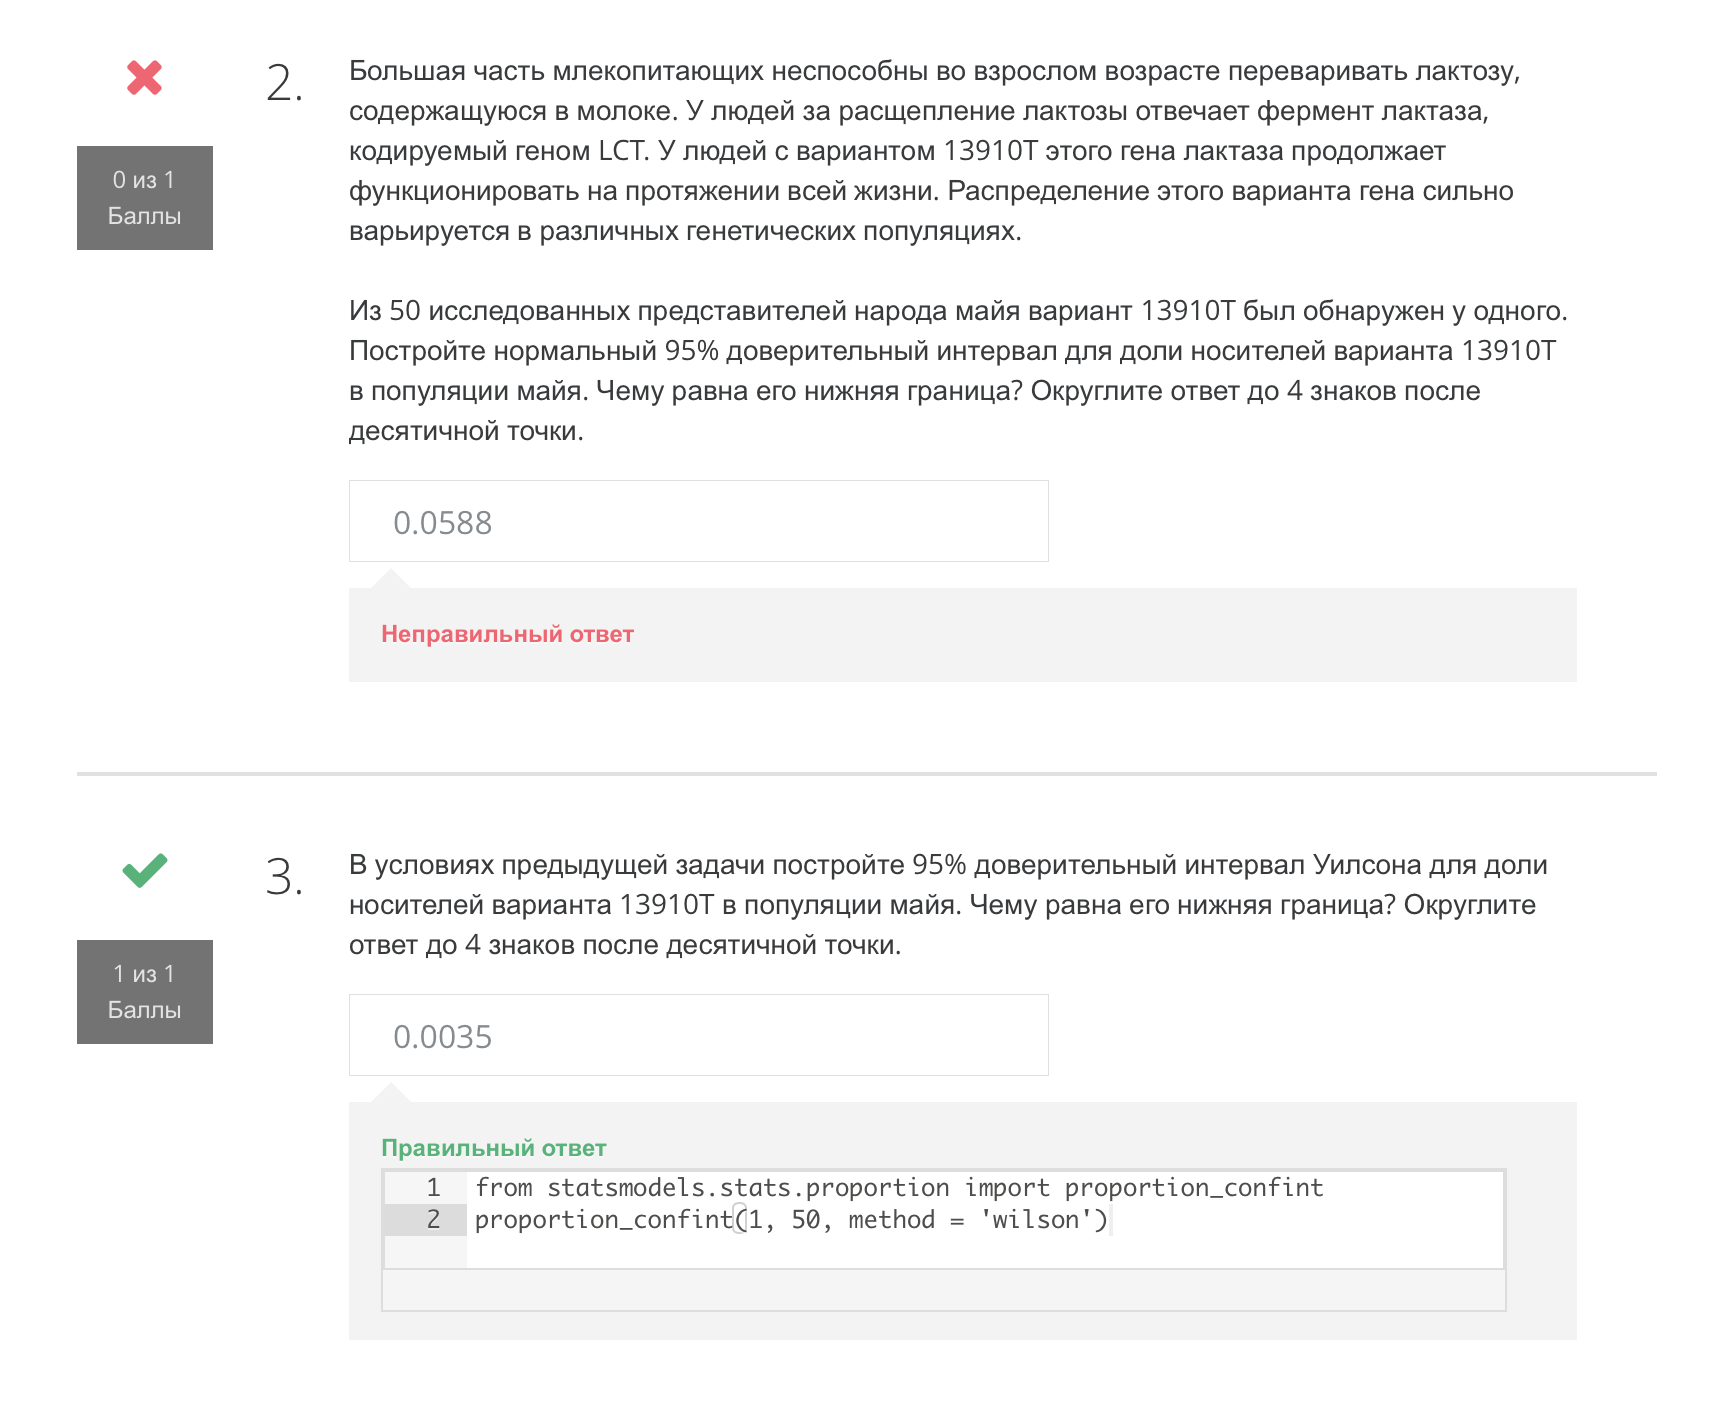 2.
Большая часть млекопитающих неспособны во взрослом возрасте переваривать лактозу,
содержащуюся в молоке. У людей за расщепление лактозы отвечает фермент лактаза,
кодируемый геном LCT. У людей с вариантом 13910T этого гена лактаза продолжает
функционировать на протяжении всей жизни. Распределение этого варианта гена сильно
варьируется в различных генетических популяциях.
0 из 1
Баллы
Из 50 исследованных представителей народа майя вариант 13910T был обнаружен у одного.
Постройте нормальный 95% доверительный интервал для доли носителей варианта 13910T
в популяции майя. Чему равна его нижняя граница? Округлите ответ до 4 знаков после
десятичной точки.
0.0588
Неправильный ответ
3.
В условиях предыдущей задачи постройте 95% доверительный интервал Уилсона для доли
носителей варианта 13910T в популяции майя. Чему равна его нижняя граница? Округлите
ответ до 4 знаков после десятичной точки.
1 из 1
Баллы
0.0035
Правильный ответ
1 from statsmodels.stats.proportion import proportion_confint
2 proportion_confint(1, 50, method = 'wilson')